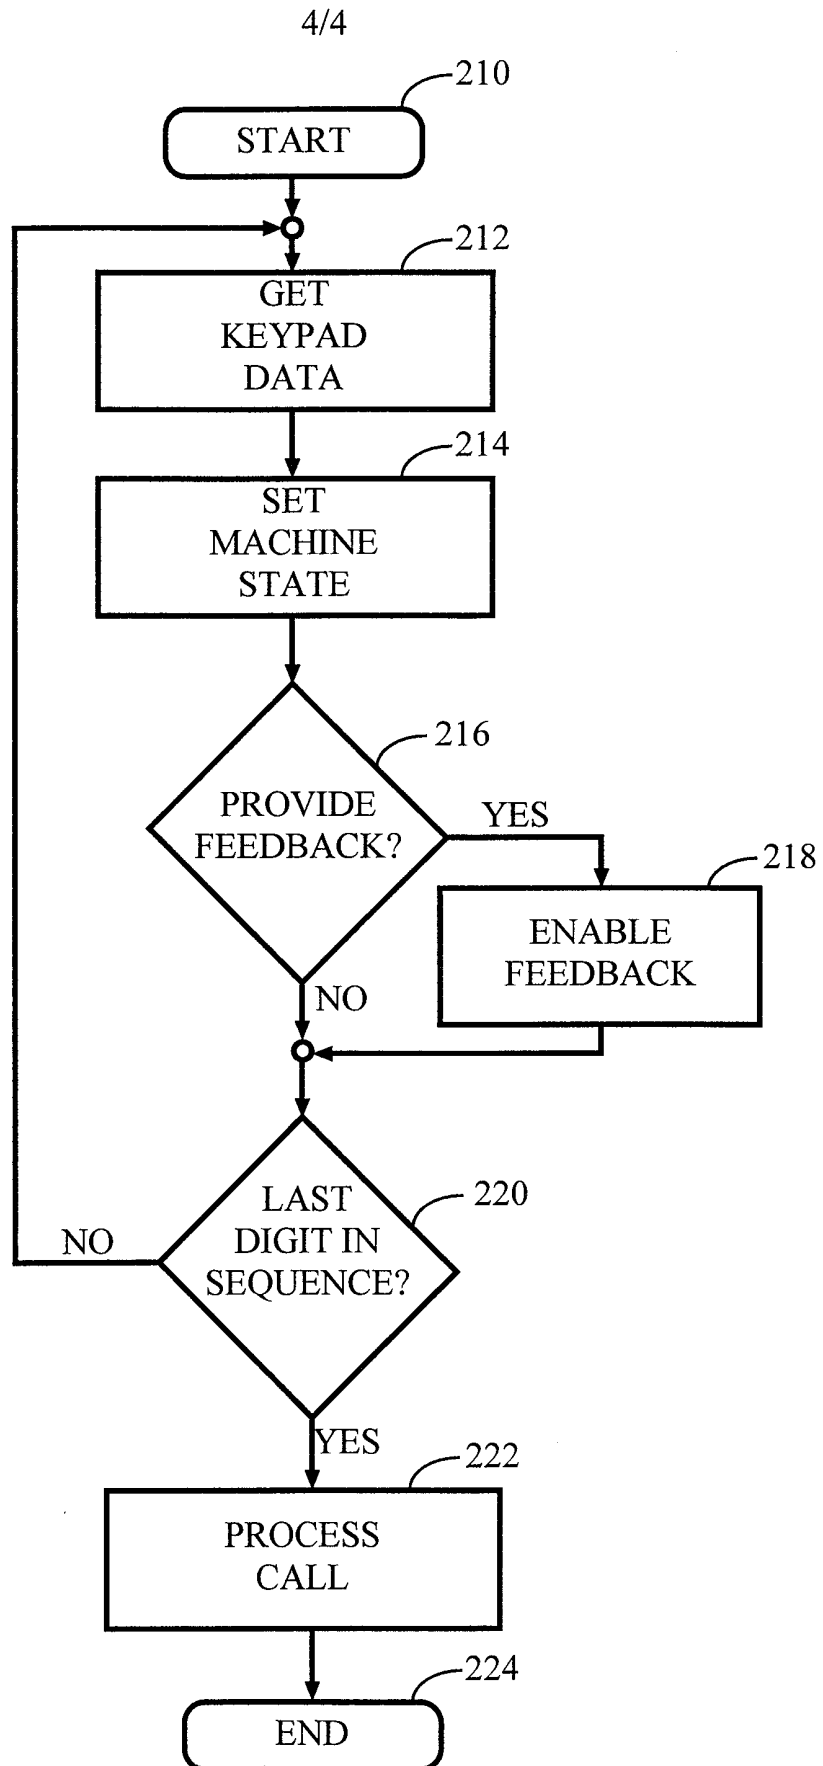 4/4
210
START
212
GET
KEYPAD
DATA
214
SET
MACHINE
STATE
216
PROVIDE
FEEDBACK?
YES
218
ENABLE
FEEDBACK
NO
220
LAST
DIGIT IN
SEQUENCE?
NO
YES
222
PROCESS
CALL
224
END